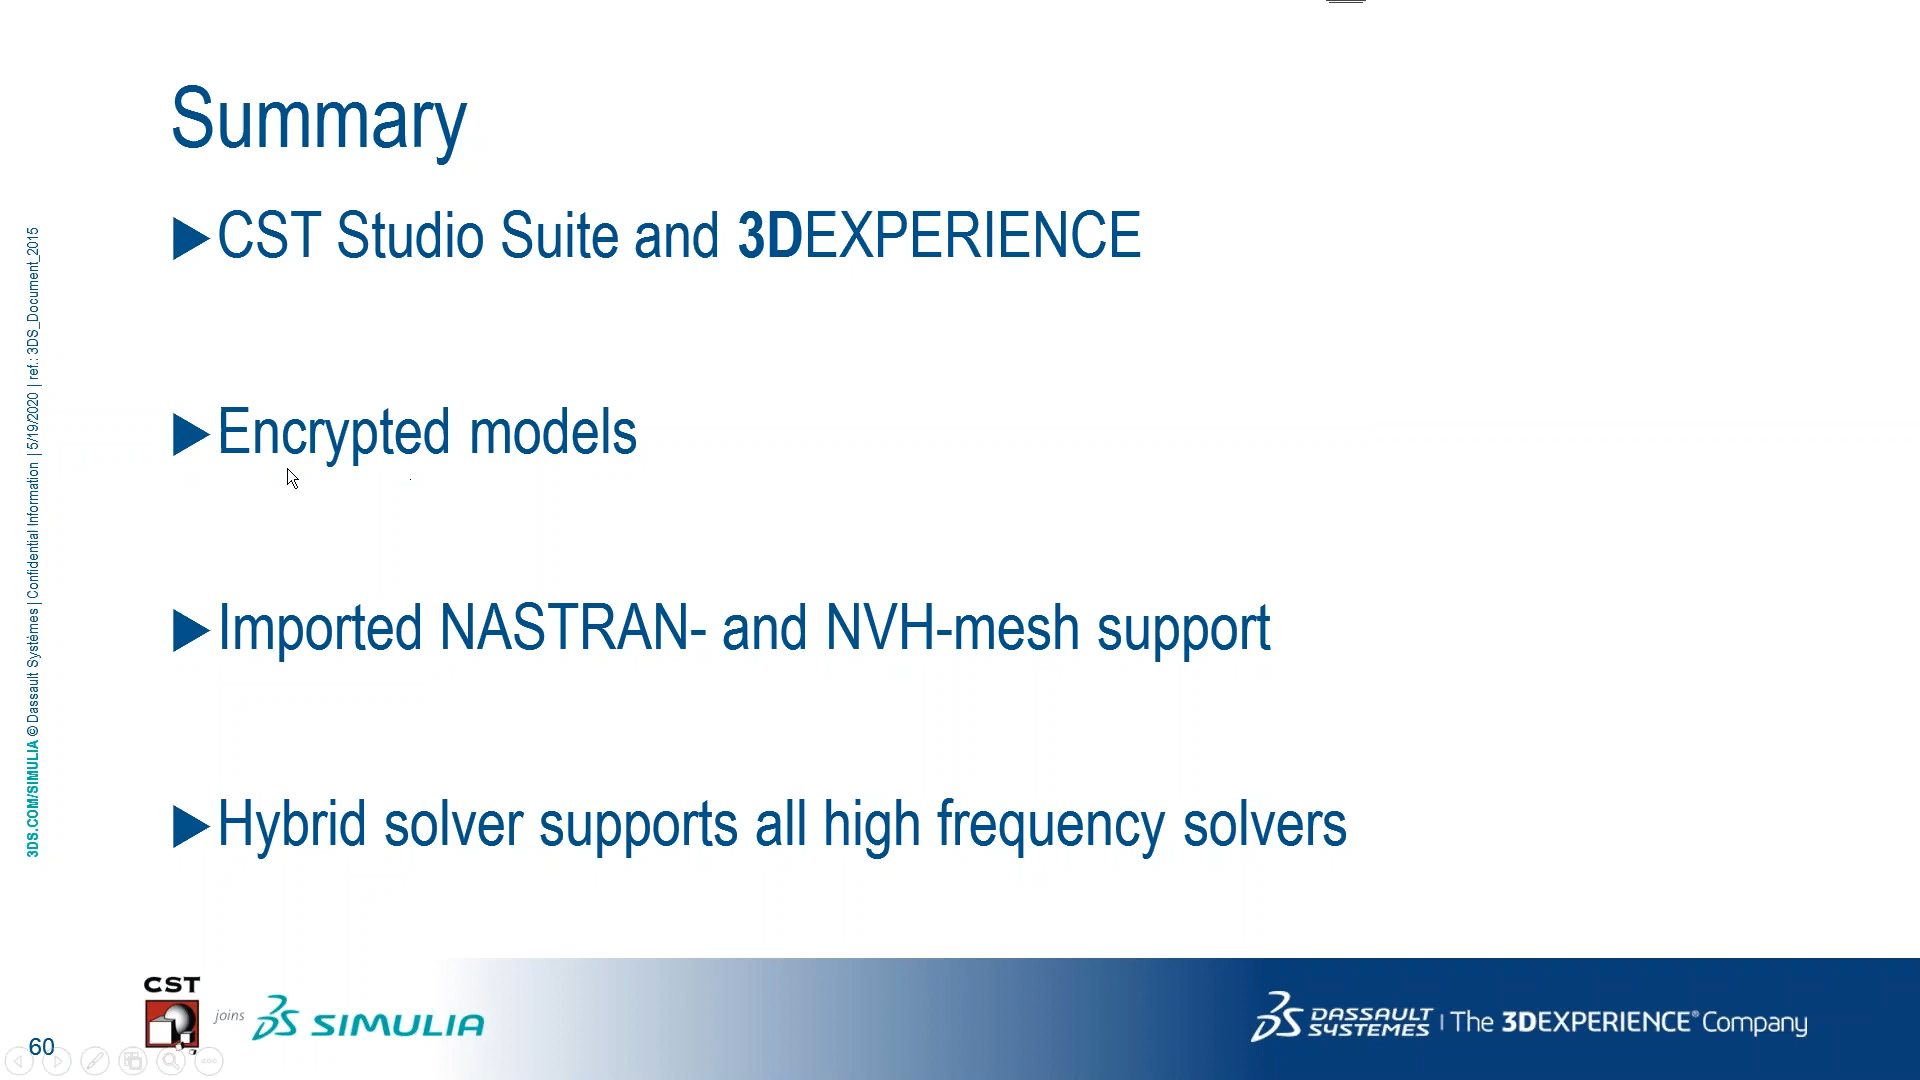 Summary
▶CST Studio Suite and 3DEXPERIENCE
▶Encrypted models
▶Imported NASTRAN- and NVH-mesh support
▶Hybrid solver supports all high frequency solvers
3DS.COM/SIMULIA © Dassault Systèmes | Confidential Information | 5/19/2020 | ref.: 3DS_Document_2015
60
CST
joins
SIMULIA
DASSAULT SYSTEMES | The 3DEXPERIENCE® Company